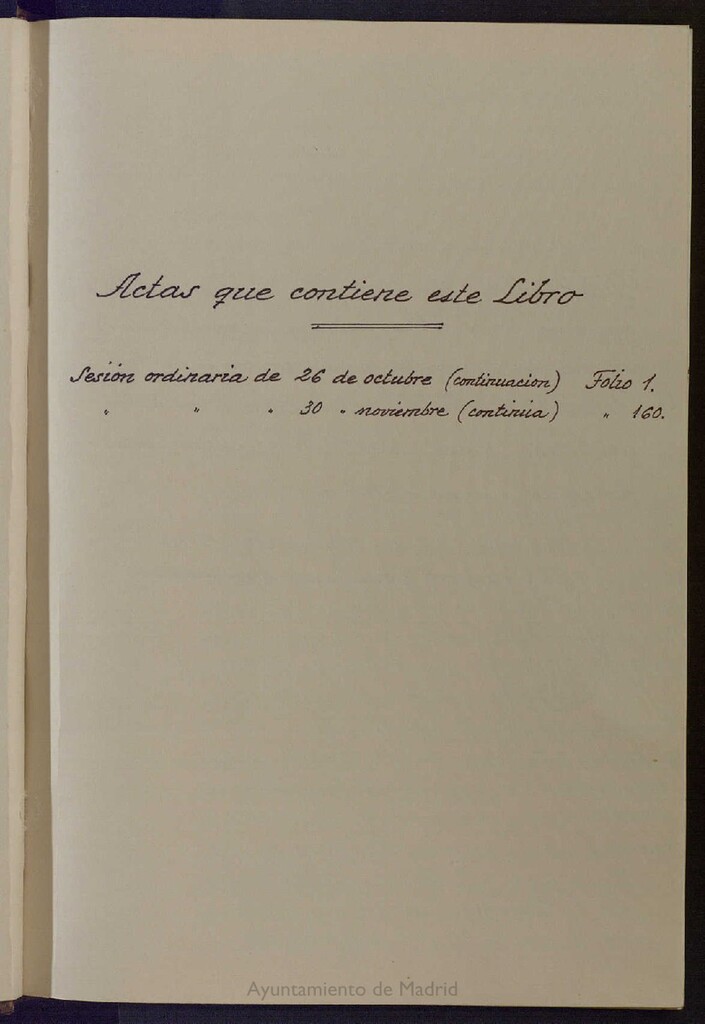 Actas que contiene este Libro
Sesión ordinaria de 26 de octubre (continuacion) Folio 1.
" " " 30 " noviembre (continúa) " 160.
Ayuntamiento de Madrid